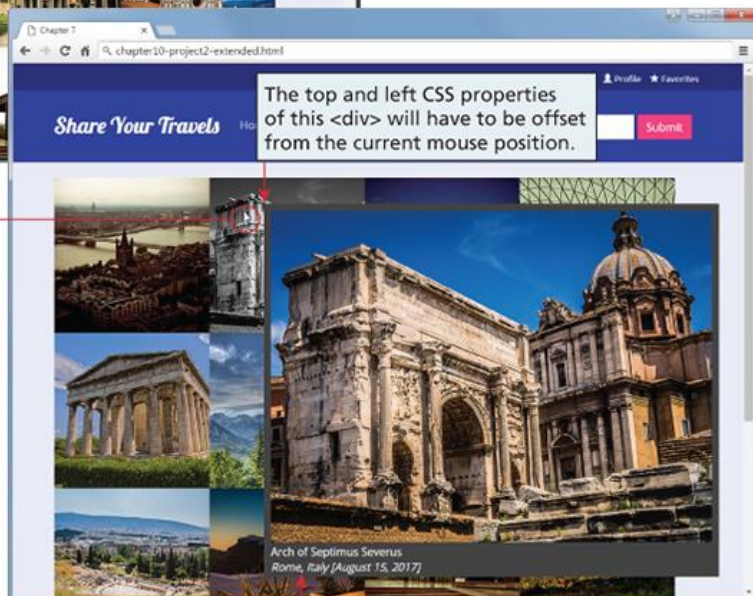 Chapter 7
chapter10-project2-extended.html
Profile
Favorites
The top and left CSS properties
of this <div> will have to be offset
from the current mouse position.
Share Your Travels
Submit
Arch of Septimus Severus
Rome, Italy [August 15, 2017]